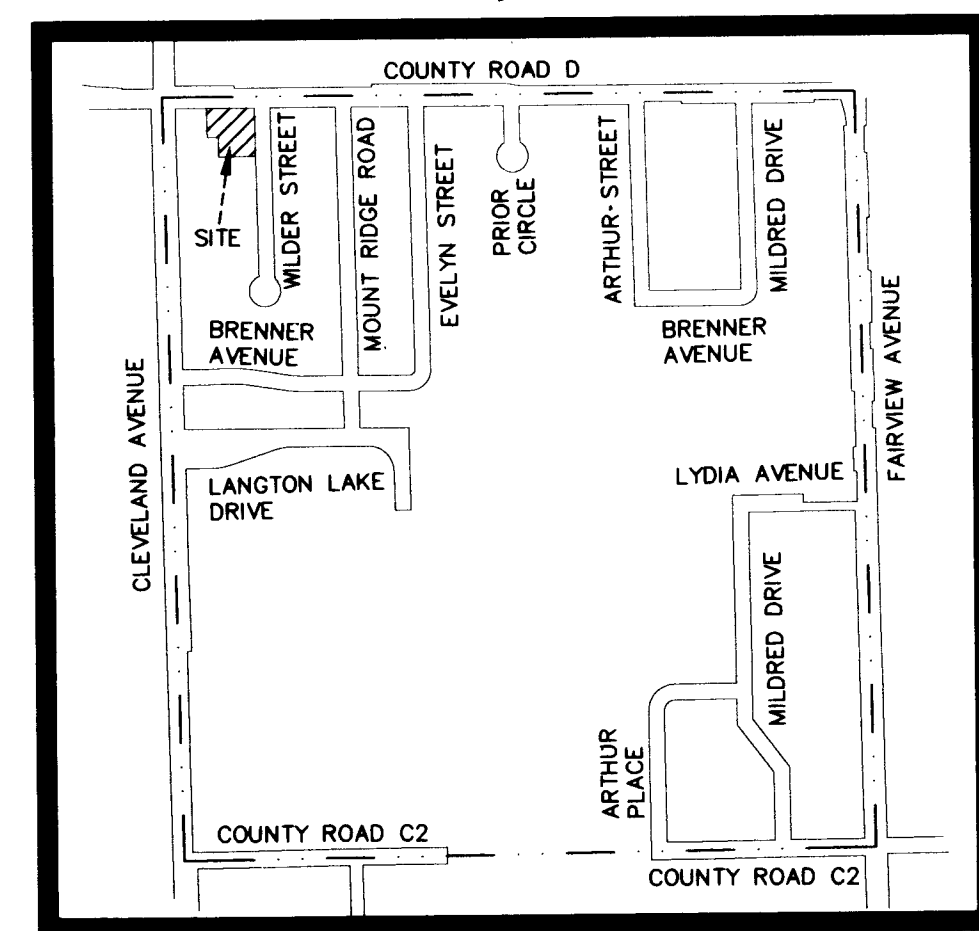 COUNTY ROAD D
WILDER STREET
MOUNT RIDGE ROAD
EVELYN STREET
PRIOR
CIRCLE
ARTHUR-STREET
MILDRED DRIVE
SITE
BRENNER
AVENUE
BRENNER
AVENUE
CLEVELAND AVENUE
FAIRVIEW AVENUE
LANGTON LAKE
DRIVE
LYDIA AVENUE
MILDRED DRIVE
ARTHUR
PLACE
COUNTY ROAD C2
COUNTY ROAD C2